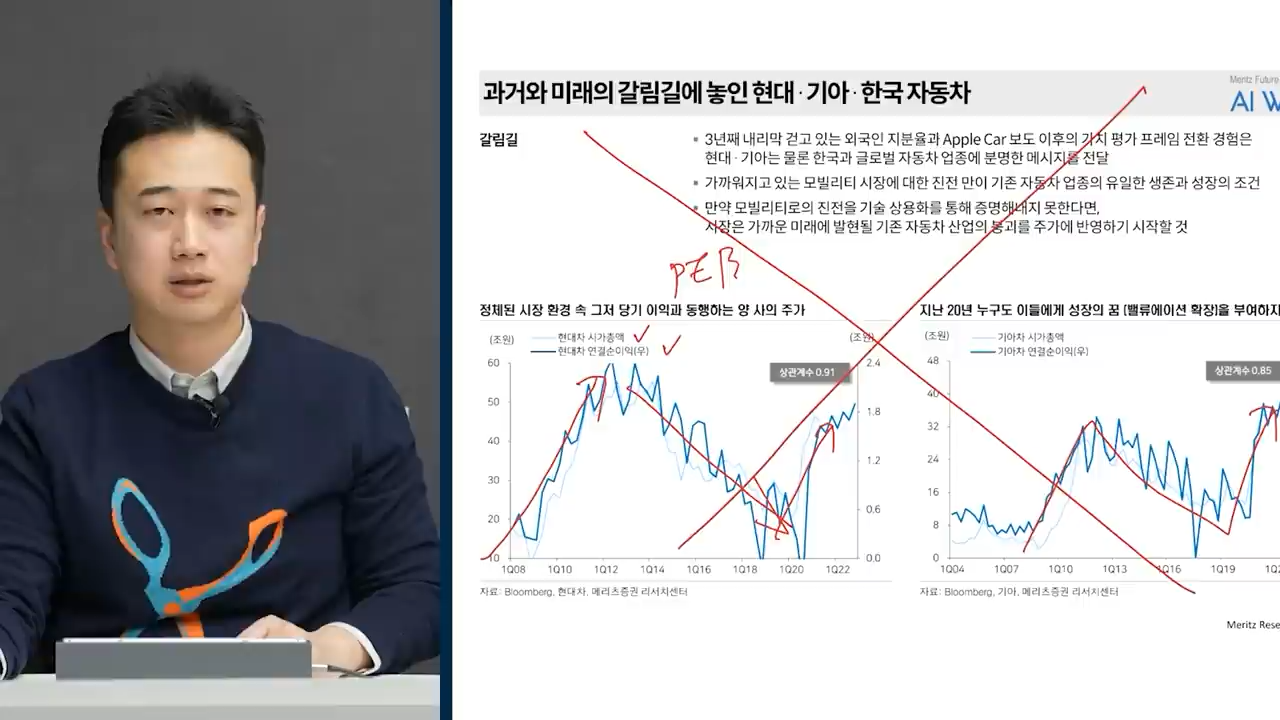 과거와 미래의 갈림길에 놓인 현대 · 기아 · 한국 자동차
Meritz Future
AI W
갈림길
▪ 3년째 내리막 걷고 있는 외국인 지분율과 Apple Car 보도 이후의 가치 평가 프레임 전환 경험은
현대 · 기아는 물론 한국과 글로벌 자동차 업종에 분명한 메시지를 전달
▪ 가까워지고 있는 모빌리티 시장에 대한 진전 만이 기존 자동차 업종의 유일한 생존과 성장의 조건
▪ 만약 모빌리티로의 진전을 기술 상용화를 통해 증명해내지 못한다면,
시장은 가까운 미래에 발현될 기존 자동차 산업의 붕괴를 주가에 반영하기 시작할 것
PER
정체된 시장 환경 속 그저 당기 이익과 동행하는 양 사의 주가
(조원)
현대차 시가총액
현대차 연결순이익(우)
(조원)
상관계수 0.91
60
50
40
30
20
10
2.4
1.8
1.2
0.6
0.0
1Q08 1Q10 1Q12 1Q14 1Q16 1Q18 1Q20 1Q22
자료: Bloomberg, 현대차, 메리츠증권 리서치센터
지난 20년 누구도 이들에게 성장의 꿈 (밸류에이션 확장)을 부여하지
(조원)
기아차 시가총액
기아차 연결순이익(우)
상관계수 0.85
48
40
32
24
16
8
0
1Q04 1Q07 1Q10 1Q13 1Q16 1Q19 1Q2
자료: Bloomberg, 기아, 메리츠증권 리서치센터
Meritz Rese